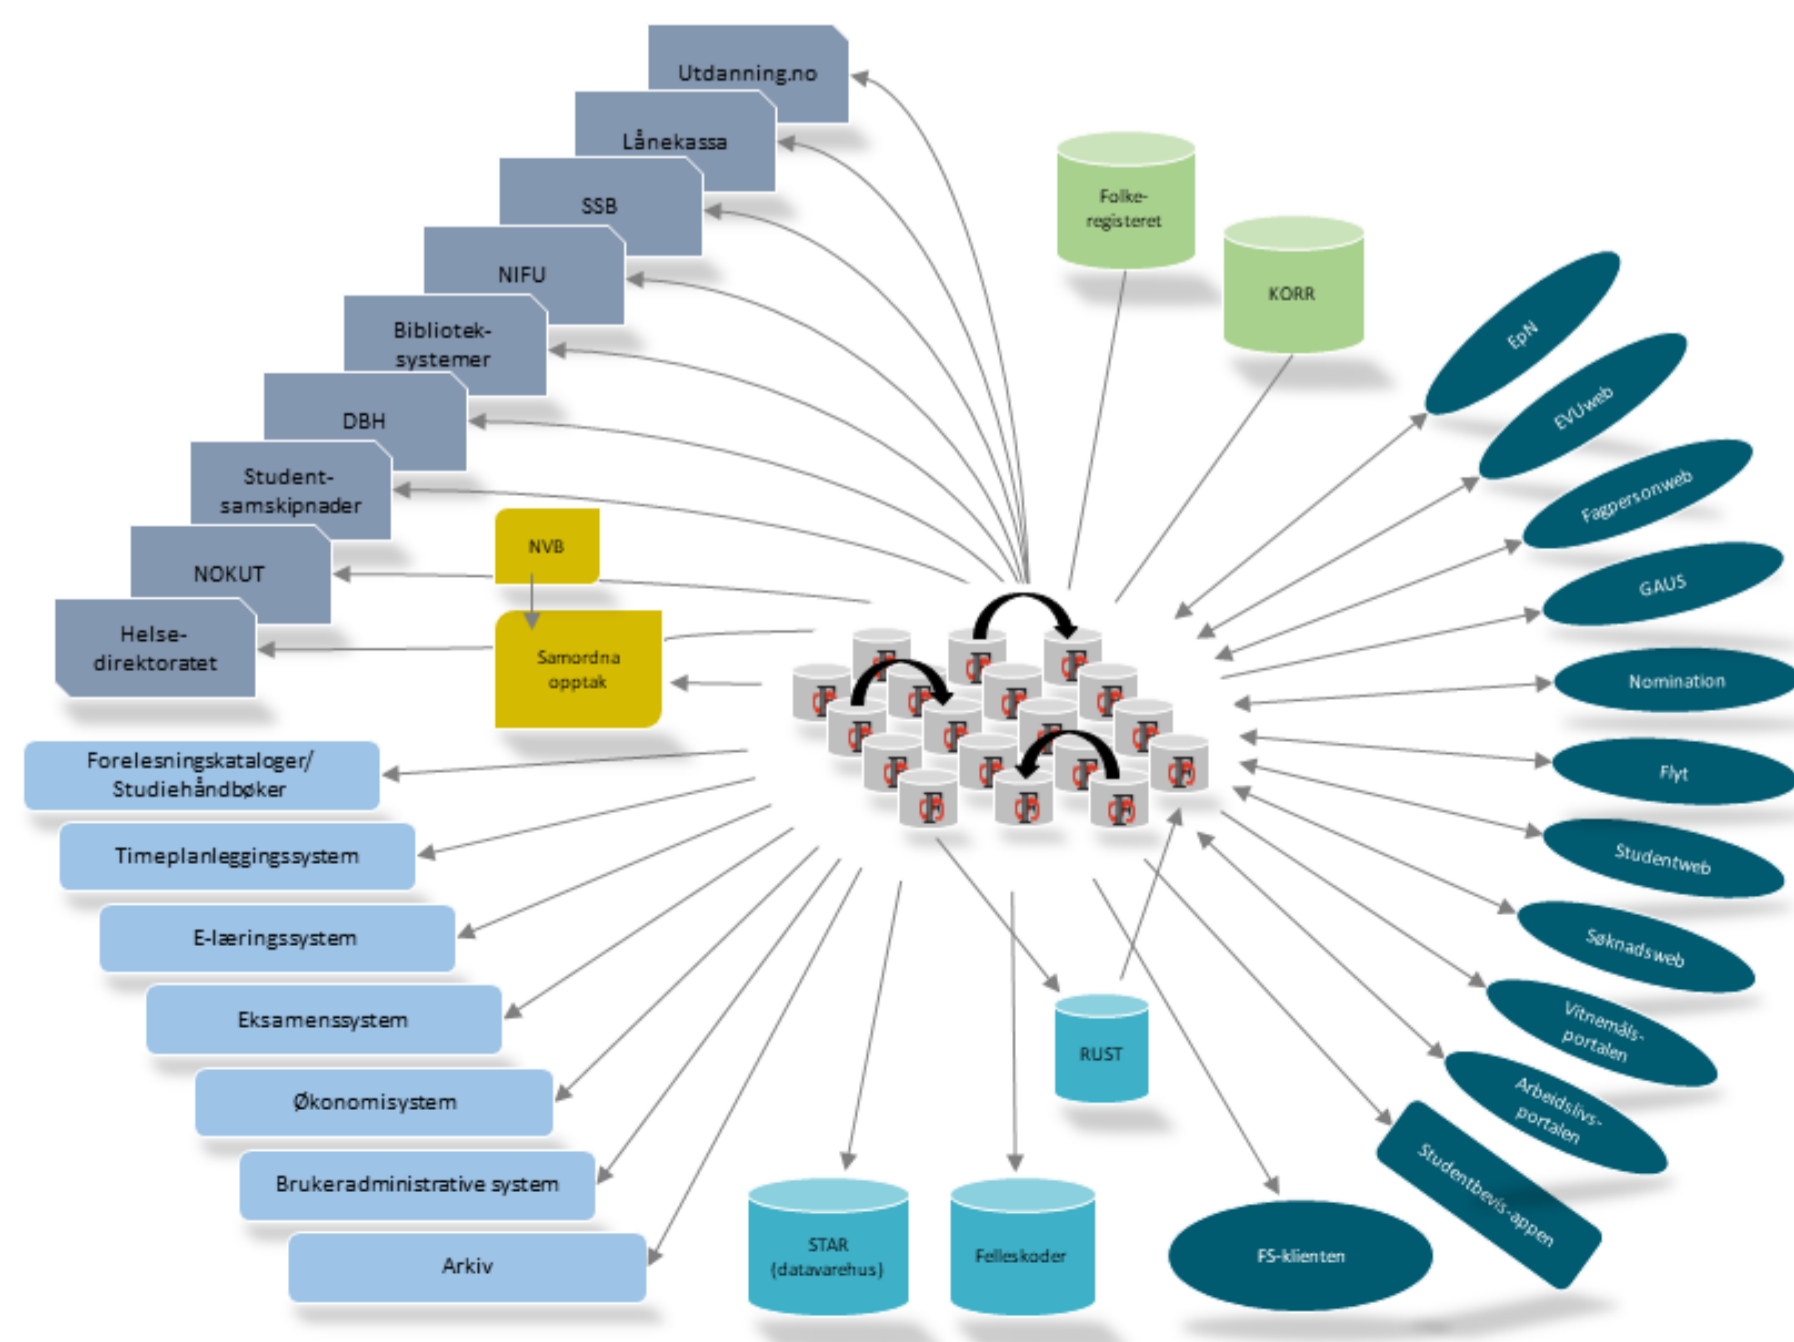 Utdanning.no
Lånekassa
SSB
NIFU
Bibliotek-
systemer
DBH
Student-
samskipnader
NOKUT
Helse-
direktoratet
NVB
Samordna
opptak
Folke-
registeret
KORR
EpN
EVUweb
Fagpersonweb
GAUS
Nomination
Flyt
Studentweb
Søknadsweb
Vitnemåls-
portalen
Arbeidslivs-
portalen
Studentbevis-appen
FS-klienten
Forelesningskataloger/
Studiehåndbøker
Timeplanleggingssystem
E-læringssystem
Eksamenssystem
Økonomisystem
Brukeradministrative system
Arkiv
RUST
STAR
(datavarehus)
Felleskoder